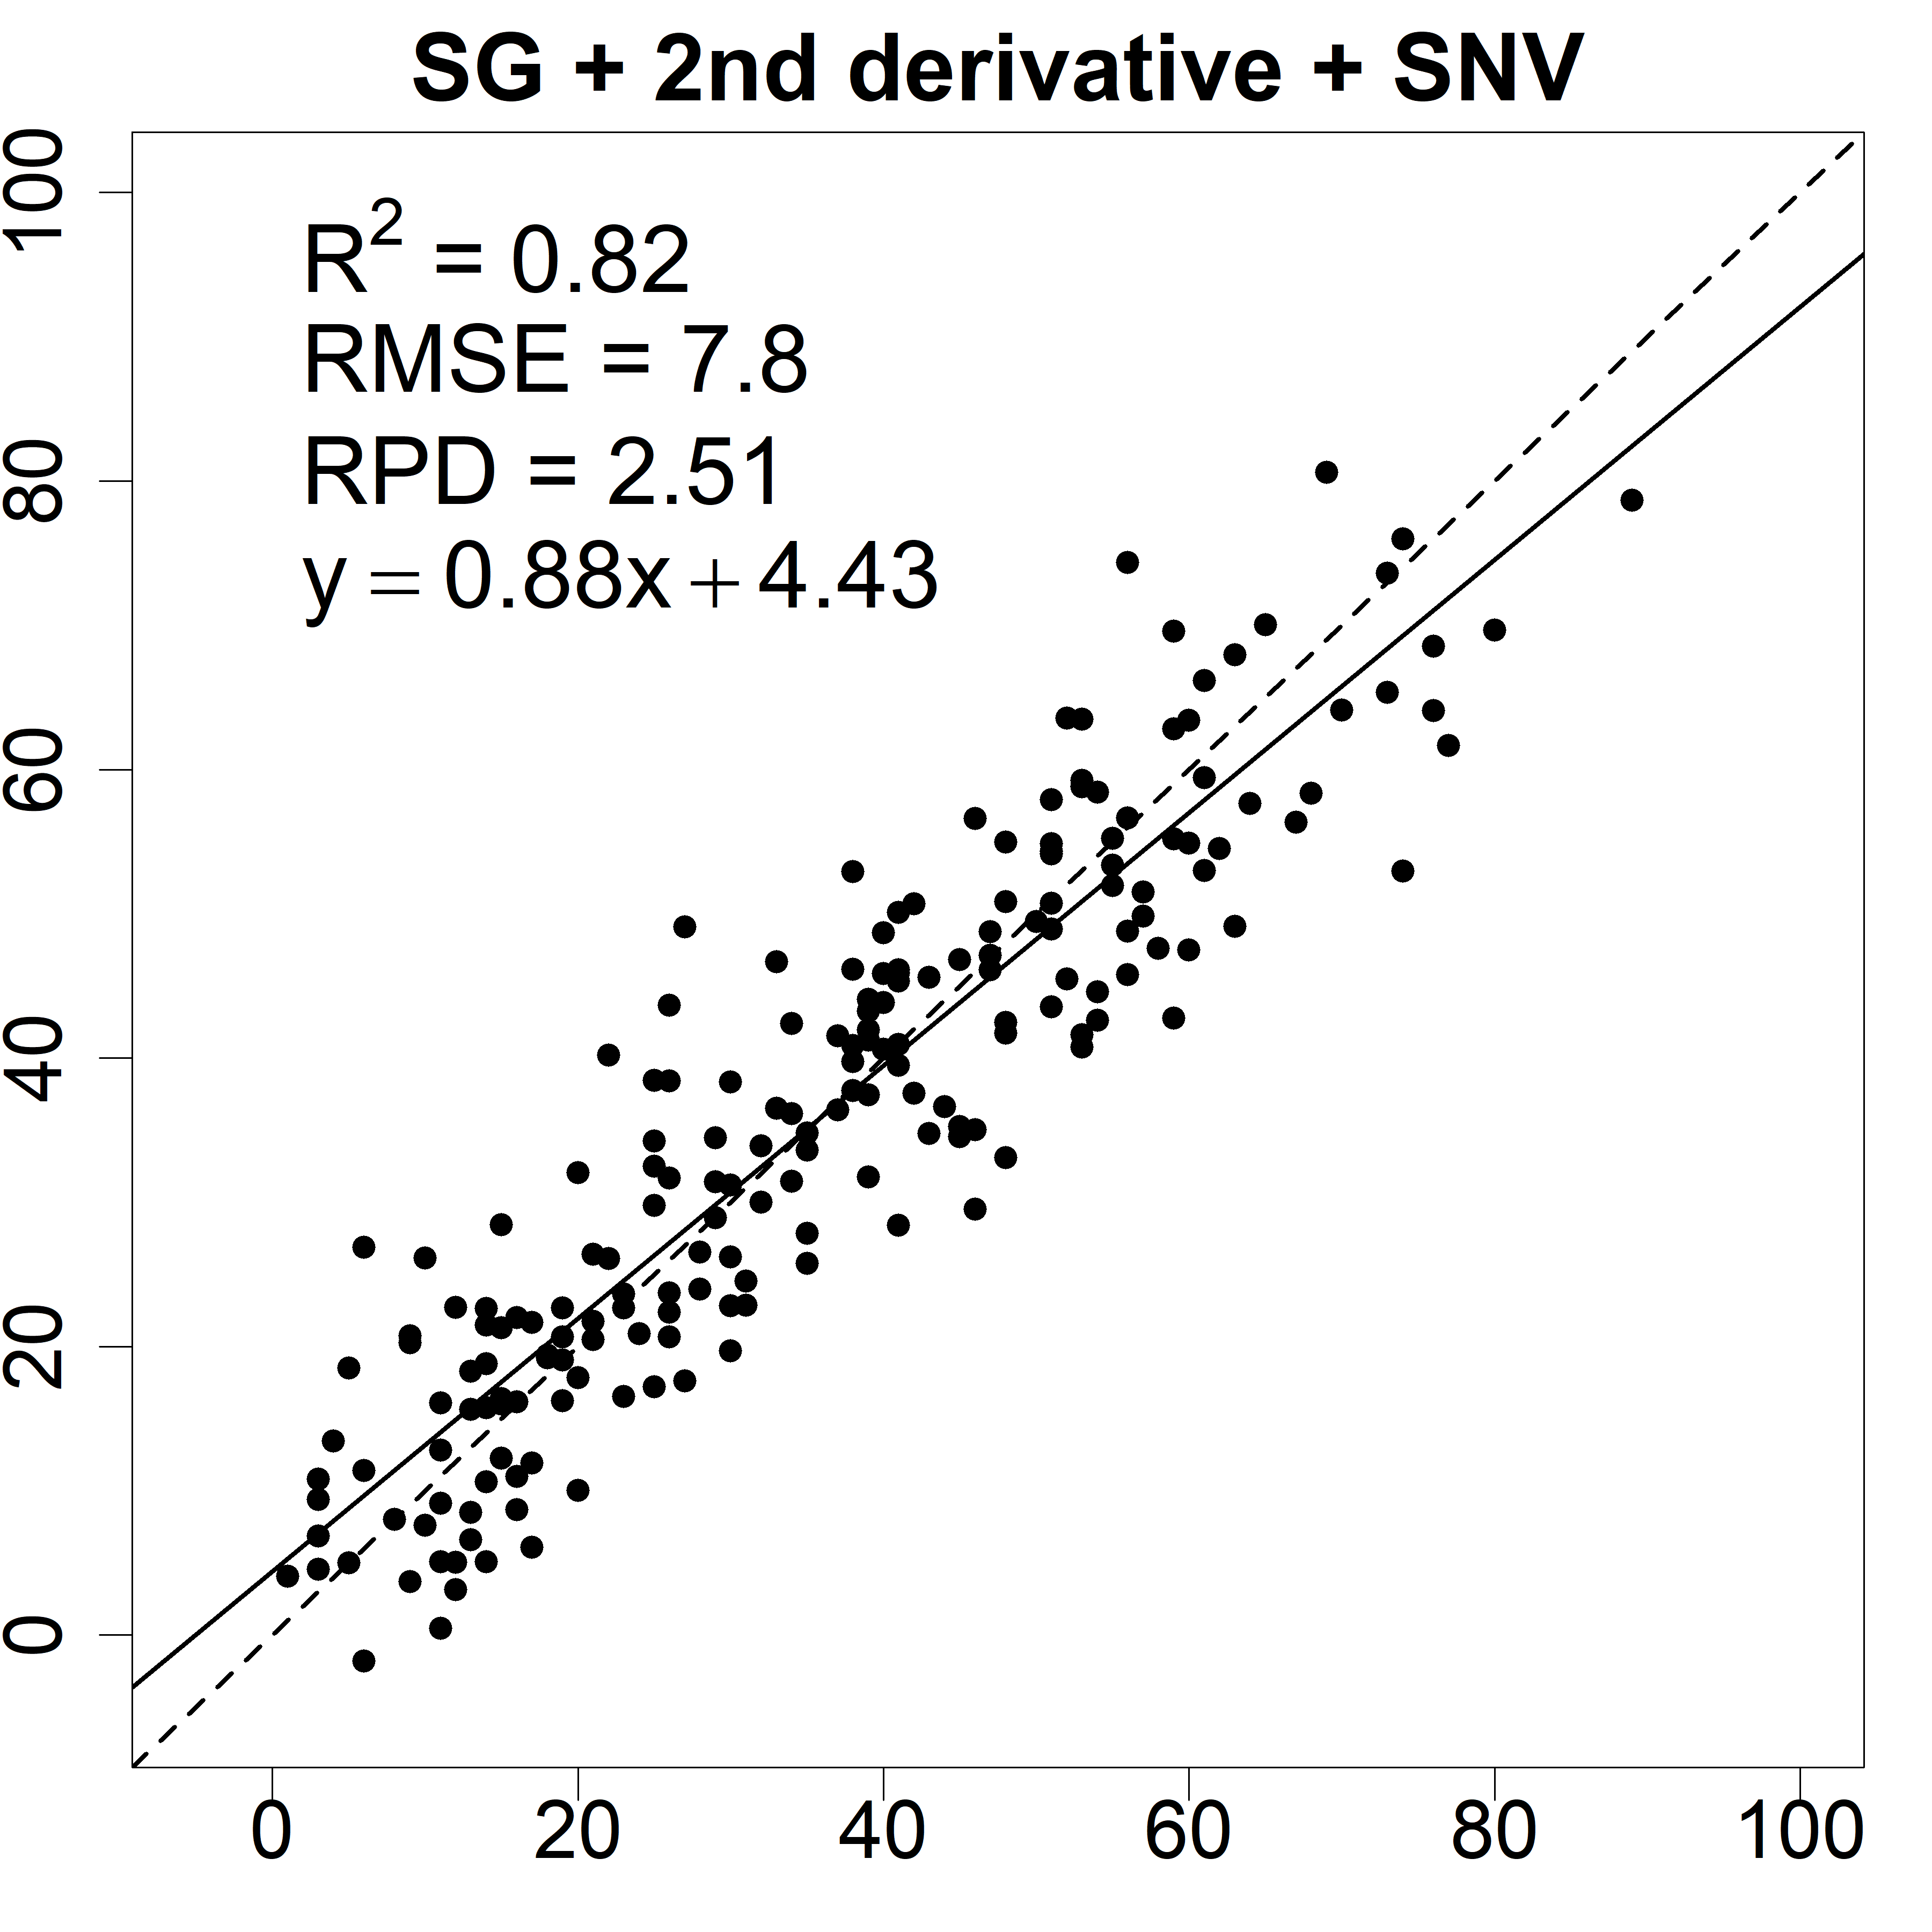 SG + 2nd derivative + SNV
R² = 0.82
RMSE = 7.8
RPD = 2.51
y = 0.88x + 4.43
100
80
60
40
20
0
0 20 40 60 80 100